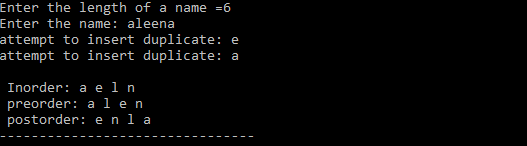 Enter the length of a name =6
Enter the name: aleena
attempt to insert duplicate: e
attempt to insert duplicate: a
Inorder: a e l n
preorder: a l e n
postorder: e n l a
--------------------------------